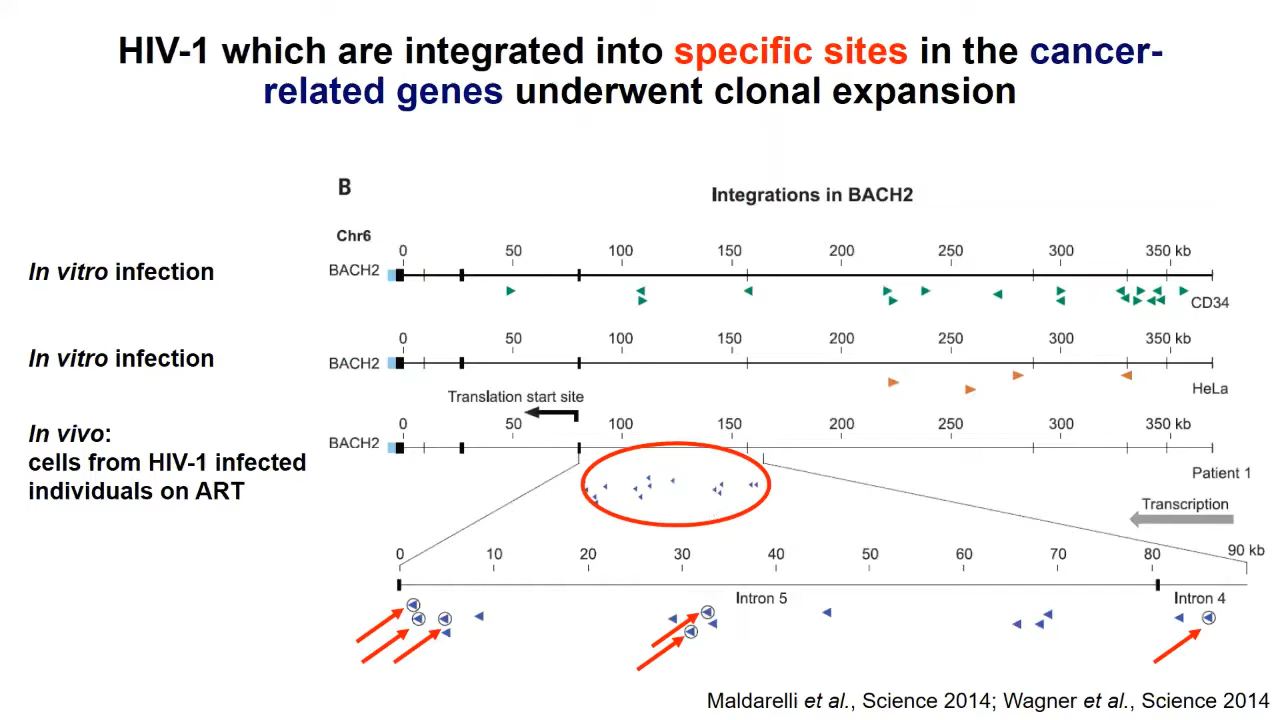 HIV-1 which are integrated into specific sites in the cancer-
related genes underwent clonal expansion
B
Integrations in BACH2
Chr6
0 50 100 150 200 250 300 350 kb
In vitro infection
BACH2
CD34
0 50 100 150 200 250 300 350 kb
In vitro infection
BACH2
HeLa
Translation start site
0 50 100 150 200 250 300 350 kb
In vivo:
BACH2
cells from HIV-1 infected
individuals on ART
Patient 1
Transcription
0 10 20 30 40 50 60 70 80 90 kb
Intron 5
Intron 4
Maldarelli et al., Science 2014; Wagner et al., Science 2014